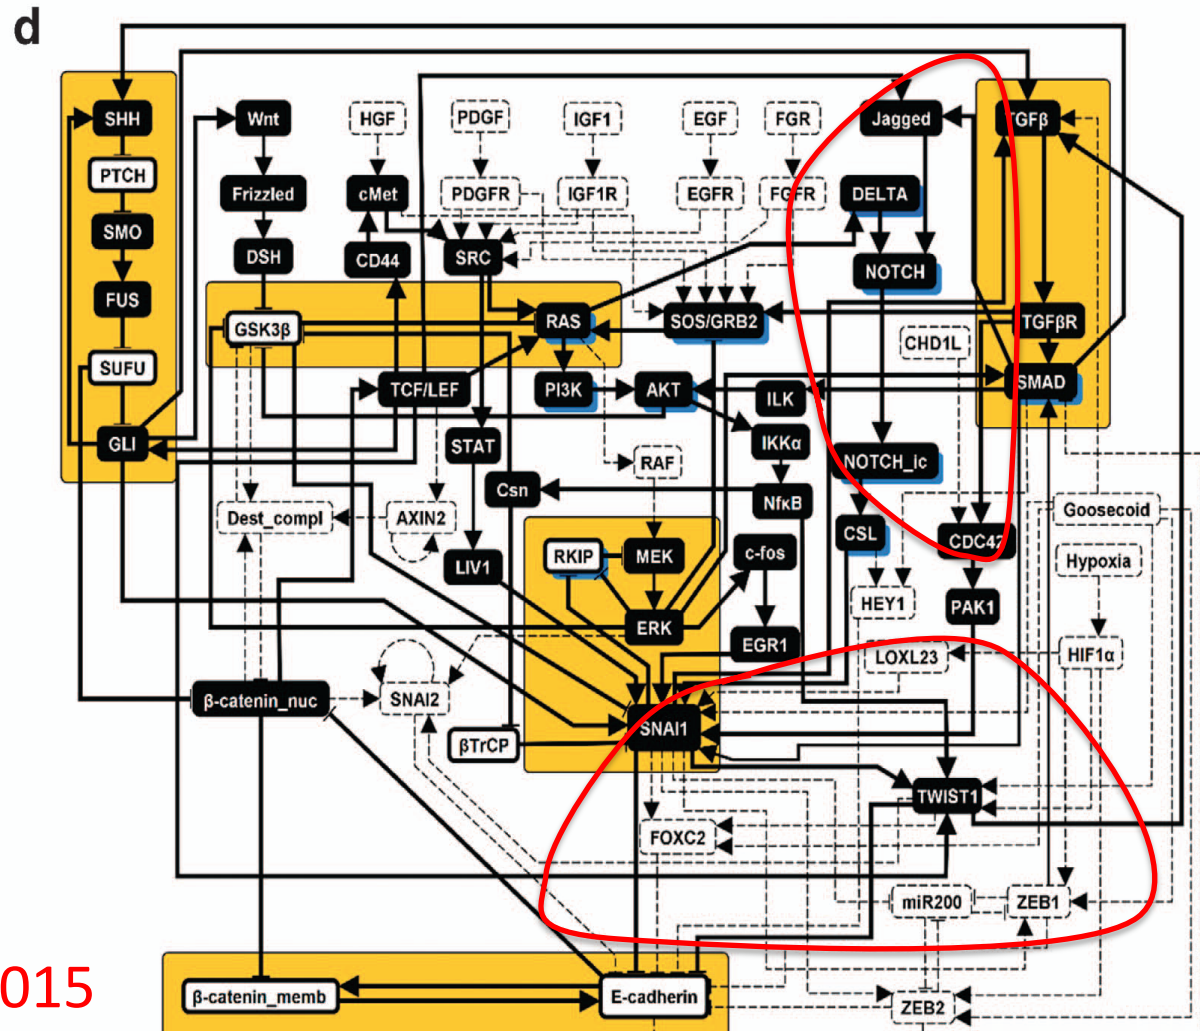 d
SHH
Wnt
HGF
PDGF
IGF1
EGF
FGR
Jagged
TGFβ
PTCH
Frizzled
cMet
PDGFR
IGF1R
EGFR
FGFR
DELTA
SMO
DSH
CD44
SRC
NOTCH
FUS
GSK3β
RAS
SOS/GRB2
TGFβR
CHD1L
SUFU
TCF/LEF
PI3K
AKT
ILK
SMAD
GLI
STAT
IKKα
RAF
NOTCH_ic
Csn
NfκB
Dest_compl
AXIN2
Goosecoid
CSL
CDC42
RKIP
MEK
c-fos
LIV1
Hypoxia
HEY1
PAK1
ERK
EGR1
LOXL23
HIF1α
β-catenin_nuc
SNAI2
SNAI1
βTrCP
TWIST1
FOXC2
miR200
ZEB1
015
β-catenin_memb
E-cadherin
ZEB2